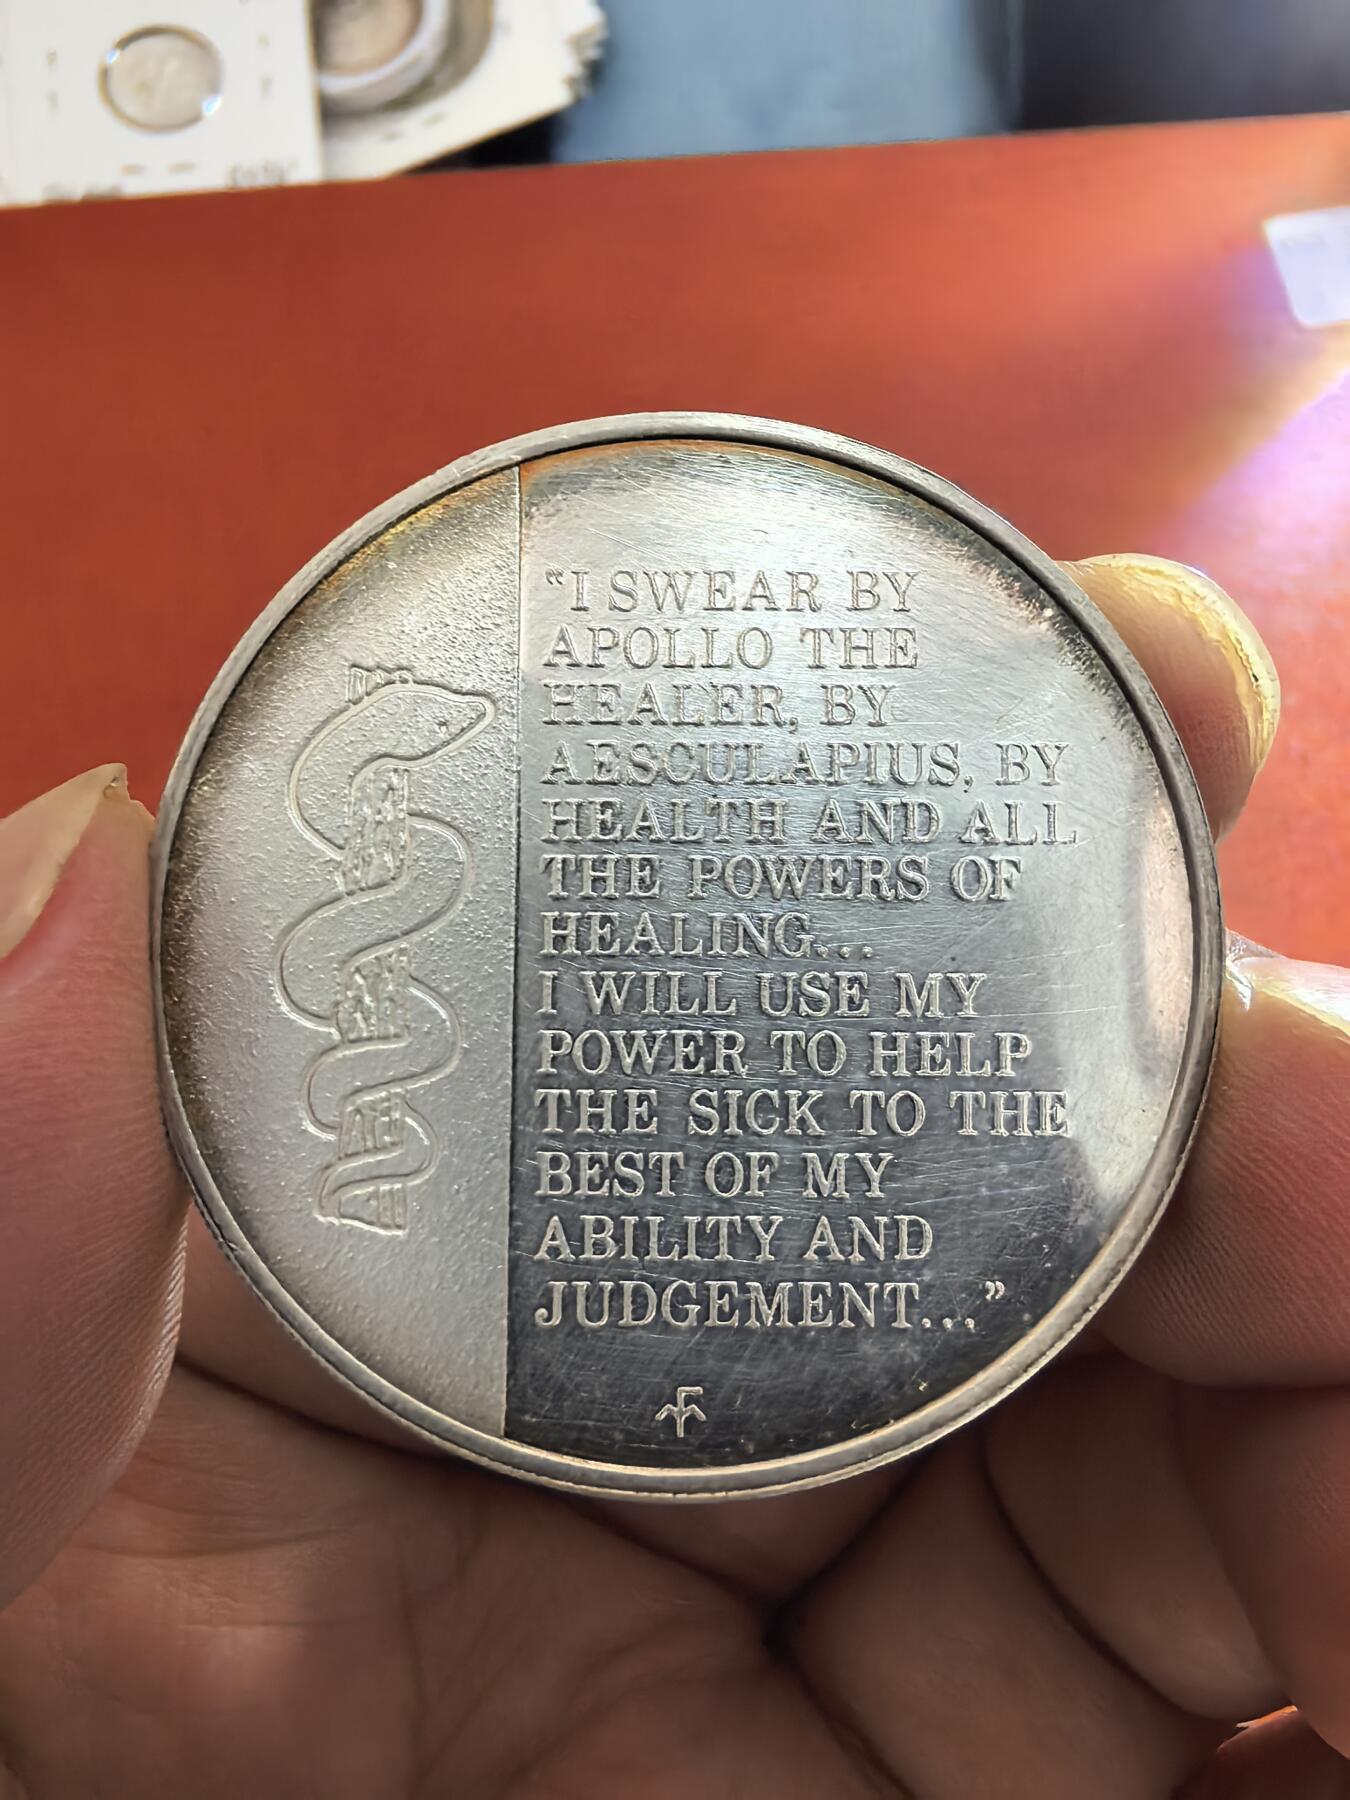 “I SWEAR BY
APOLLO THE
HEALER, BY
AESCULAPIUS, BY
HEALTH AND ALL
THE POWERS OF
HEALING...
I WILL USE MY
POWER TO HELP
THE SICK TO THE
BEST OF MY
ABILITY AND
JUDGEMENT...”